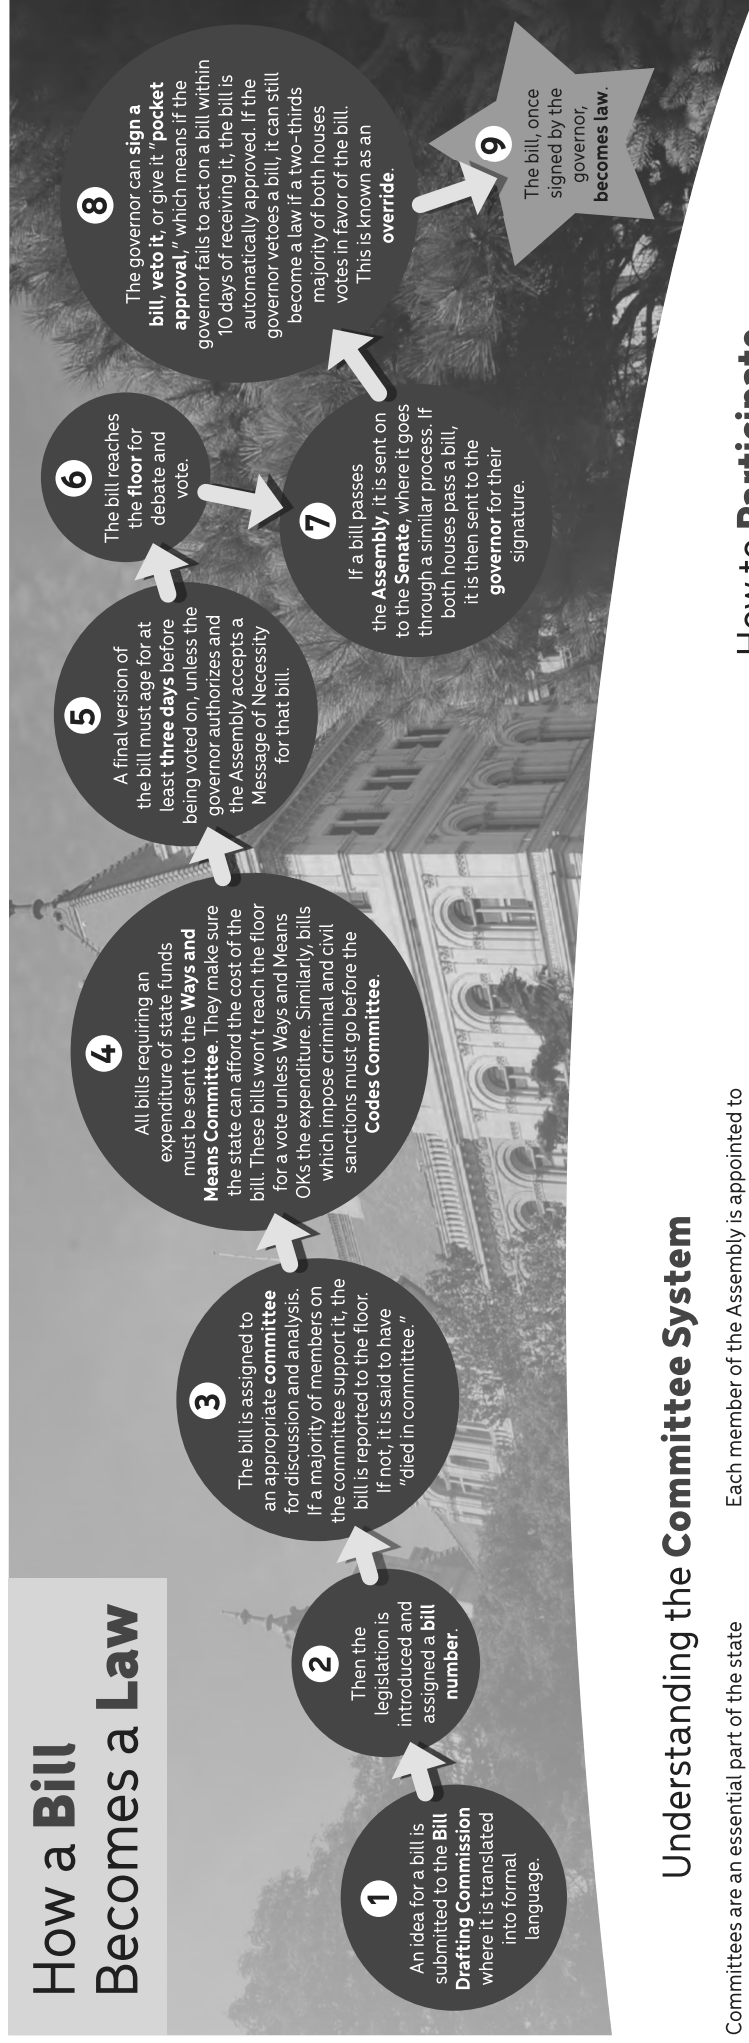 How a Bill
Becomes a Law
1
An idea for a bill is
submitted to the Bill
Drafting Commission
where it is translated
into formal
language.
2
Then the
legislation is
introduced and
assigned a bill
number.
3
The bill is assigned to
an appropriate committee
for discussion and analysis.
If a majority of members on
the committee support it, the
bill is reported to the floor.
If not, it is said to have
“died in committee.”
4
All bills requiring an
expenditure of state funds
must be sent to the Ways and
Means Committee. They make sure
the state can afford the cost of the
bill. These bills won’t reach the floor
for a vote unless Ways and Means
OKs the expenditure. Similarly, bills
which impose criminal and civil
sanctions must go before the
Codes Committee.
5
A final version of
the bill must age for at
least three days before
being voted on, unless the
governor authorizes and
the Assembly accepts a
Message of Necessity
for that bill.
6
The bill reaches
the floor for
debate and
vote.
7
If a bill passes
the Assembly, it is sent on
to the Senate, where it goes
through a similar process. If
both houses pass a bill,
it is then sent to the
governor for their
signature.
8
The governor can sign a
bill, veto it, or give it “pocket
approval,” which means if the
governor fails to act on a bill within
10 days of receiving it, the bill is
automatically approved. If the
governor vetoes a bill, it can still
become a law if a two-thirds
majority of both houses
votes in favor of the bill.
This is known as an
override.
9
The bill, once
signed by the
governor,
becomes law.
Understanding the Committee System
Committees are an essential part of the state
Each member of the Assembly is appointed to
How to Participate